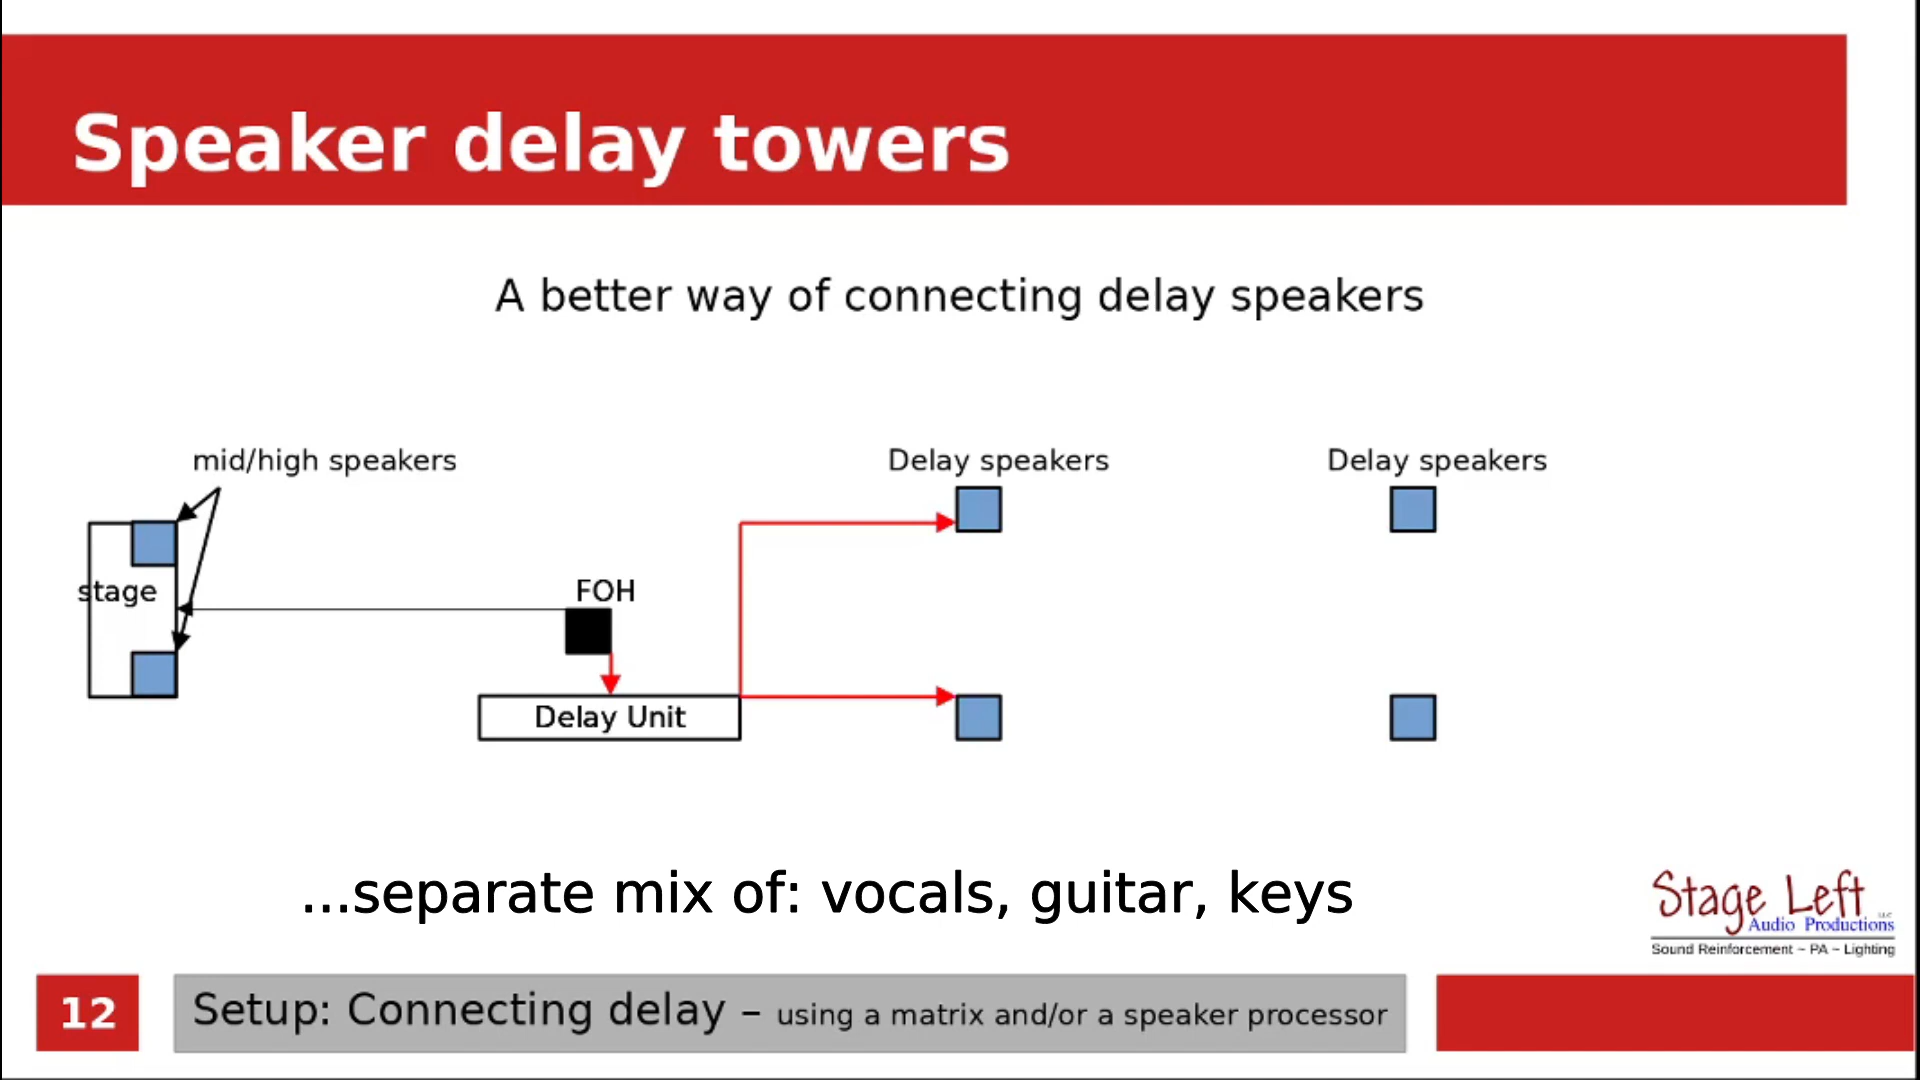 Speaker delay towers
A better way of connecting delay speakers
mid/high speakers
Delay speakers
Delay speakers
stage
FOH
Delay Unit
...separate mix of: vocals, guitar, keys
Stage Left
LLC
Audio Productions
Sound Reinforcement ~ PA ~ Lighting
12
Setup: Connecting delay – using a matrix and/or a speaker processor